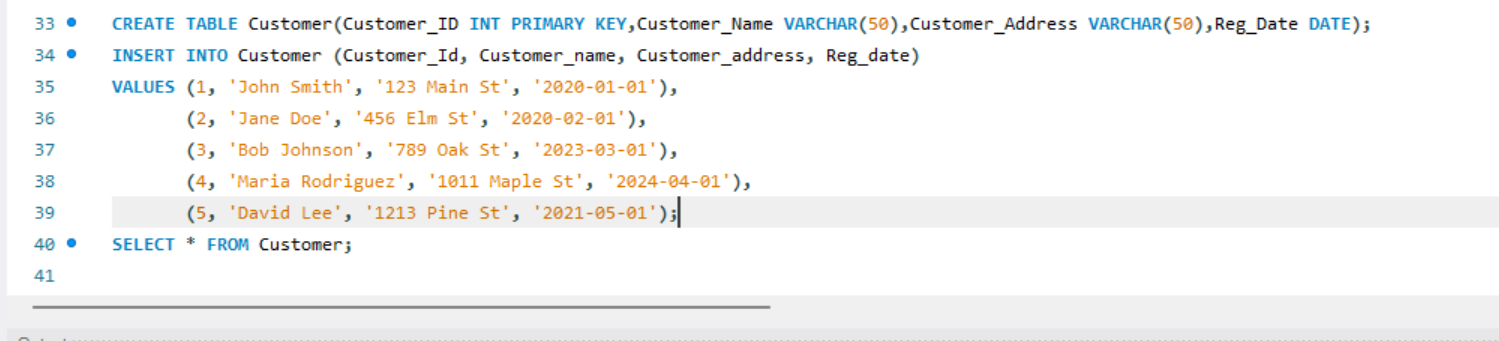 33 CREATE TABLE Customer(Customer_ID INT PRIMARY KEY,Customer_Name VARCHAR(50),Customer_Address VARCHAR(50),Reg_Date DATE);
34 INSERT INTO Customer (Customer_Id, Customer_name, Customer_address, Reg_date)
35 VALUES (1, 'John Smith', '123 Main St', '2020-01-01'),
36 (2, 'Jane Doe', '456 Elm St', '2020-02-01'),
37 (3, 'Bob Johnson', '789 Oak St', '2023-03-01'),
38 (4, 'Maria Rodriguez', '1011 Maple St', '2024-04-01'),
39 (5, 'David Lee', '1213 Pine St', '2021-05-01');
40 SELECT * FROM Customer;
41